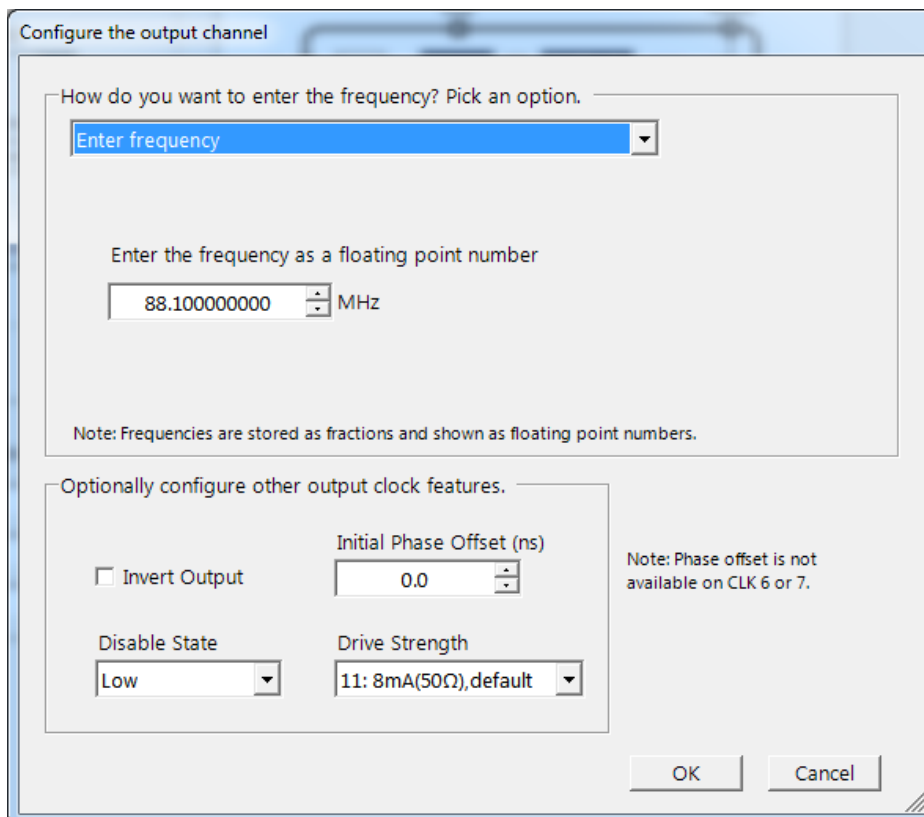 Configure the output channel
How do you want to enter the frequency? Pick an option.
Enter frequency
Enter the frequency as a floating point number
88.100000000 MHz
Note: Frequencies are stored as fractions and shown as floating point numbers.
Optionally configure other output clock features.
Initial Phase Offset (ns)
Invert Output
0.0
Note: Phase offset is not
available on CLK 6 or 7.
Disable State
Drive Strength
Low
11: 8mA(50Ω),default
OK
Cancel